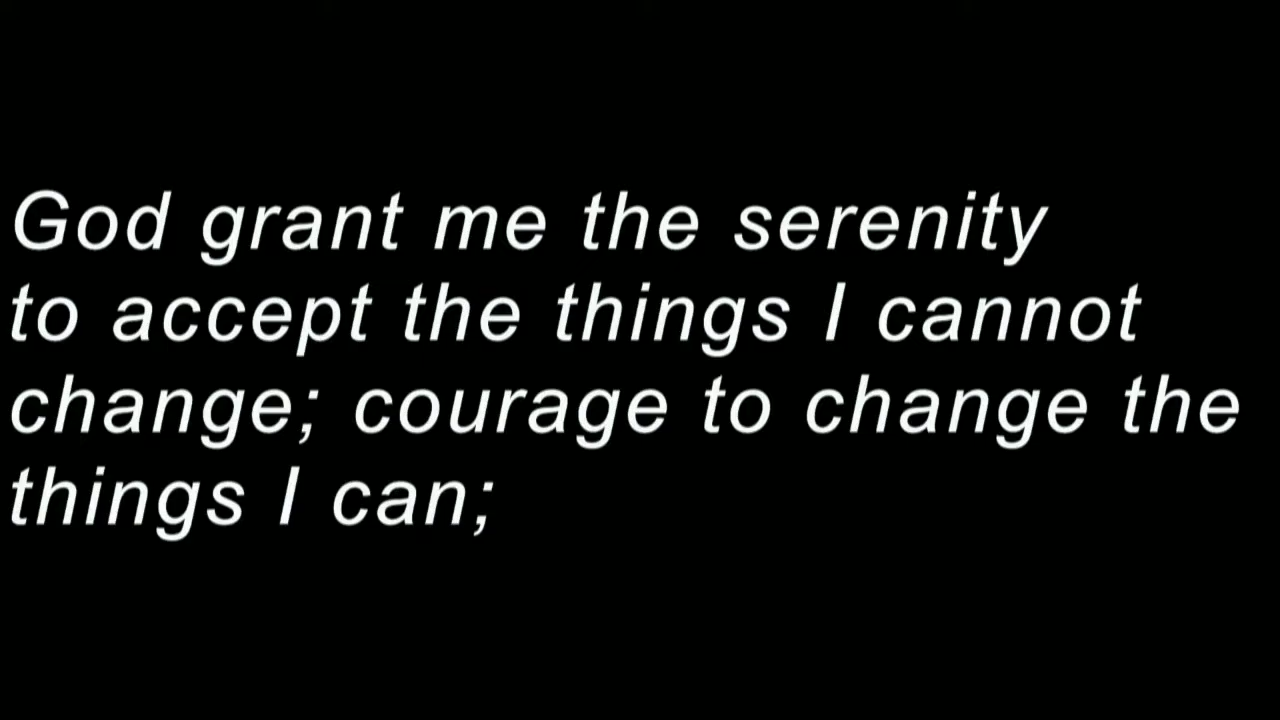 God grant me the serenity
to accept the things I cannot
change; courage to change the
things I can;